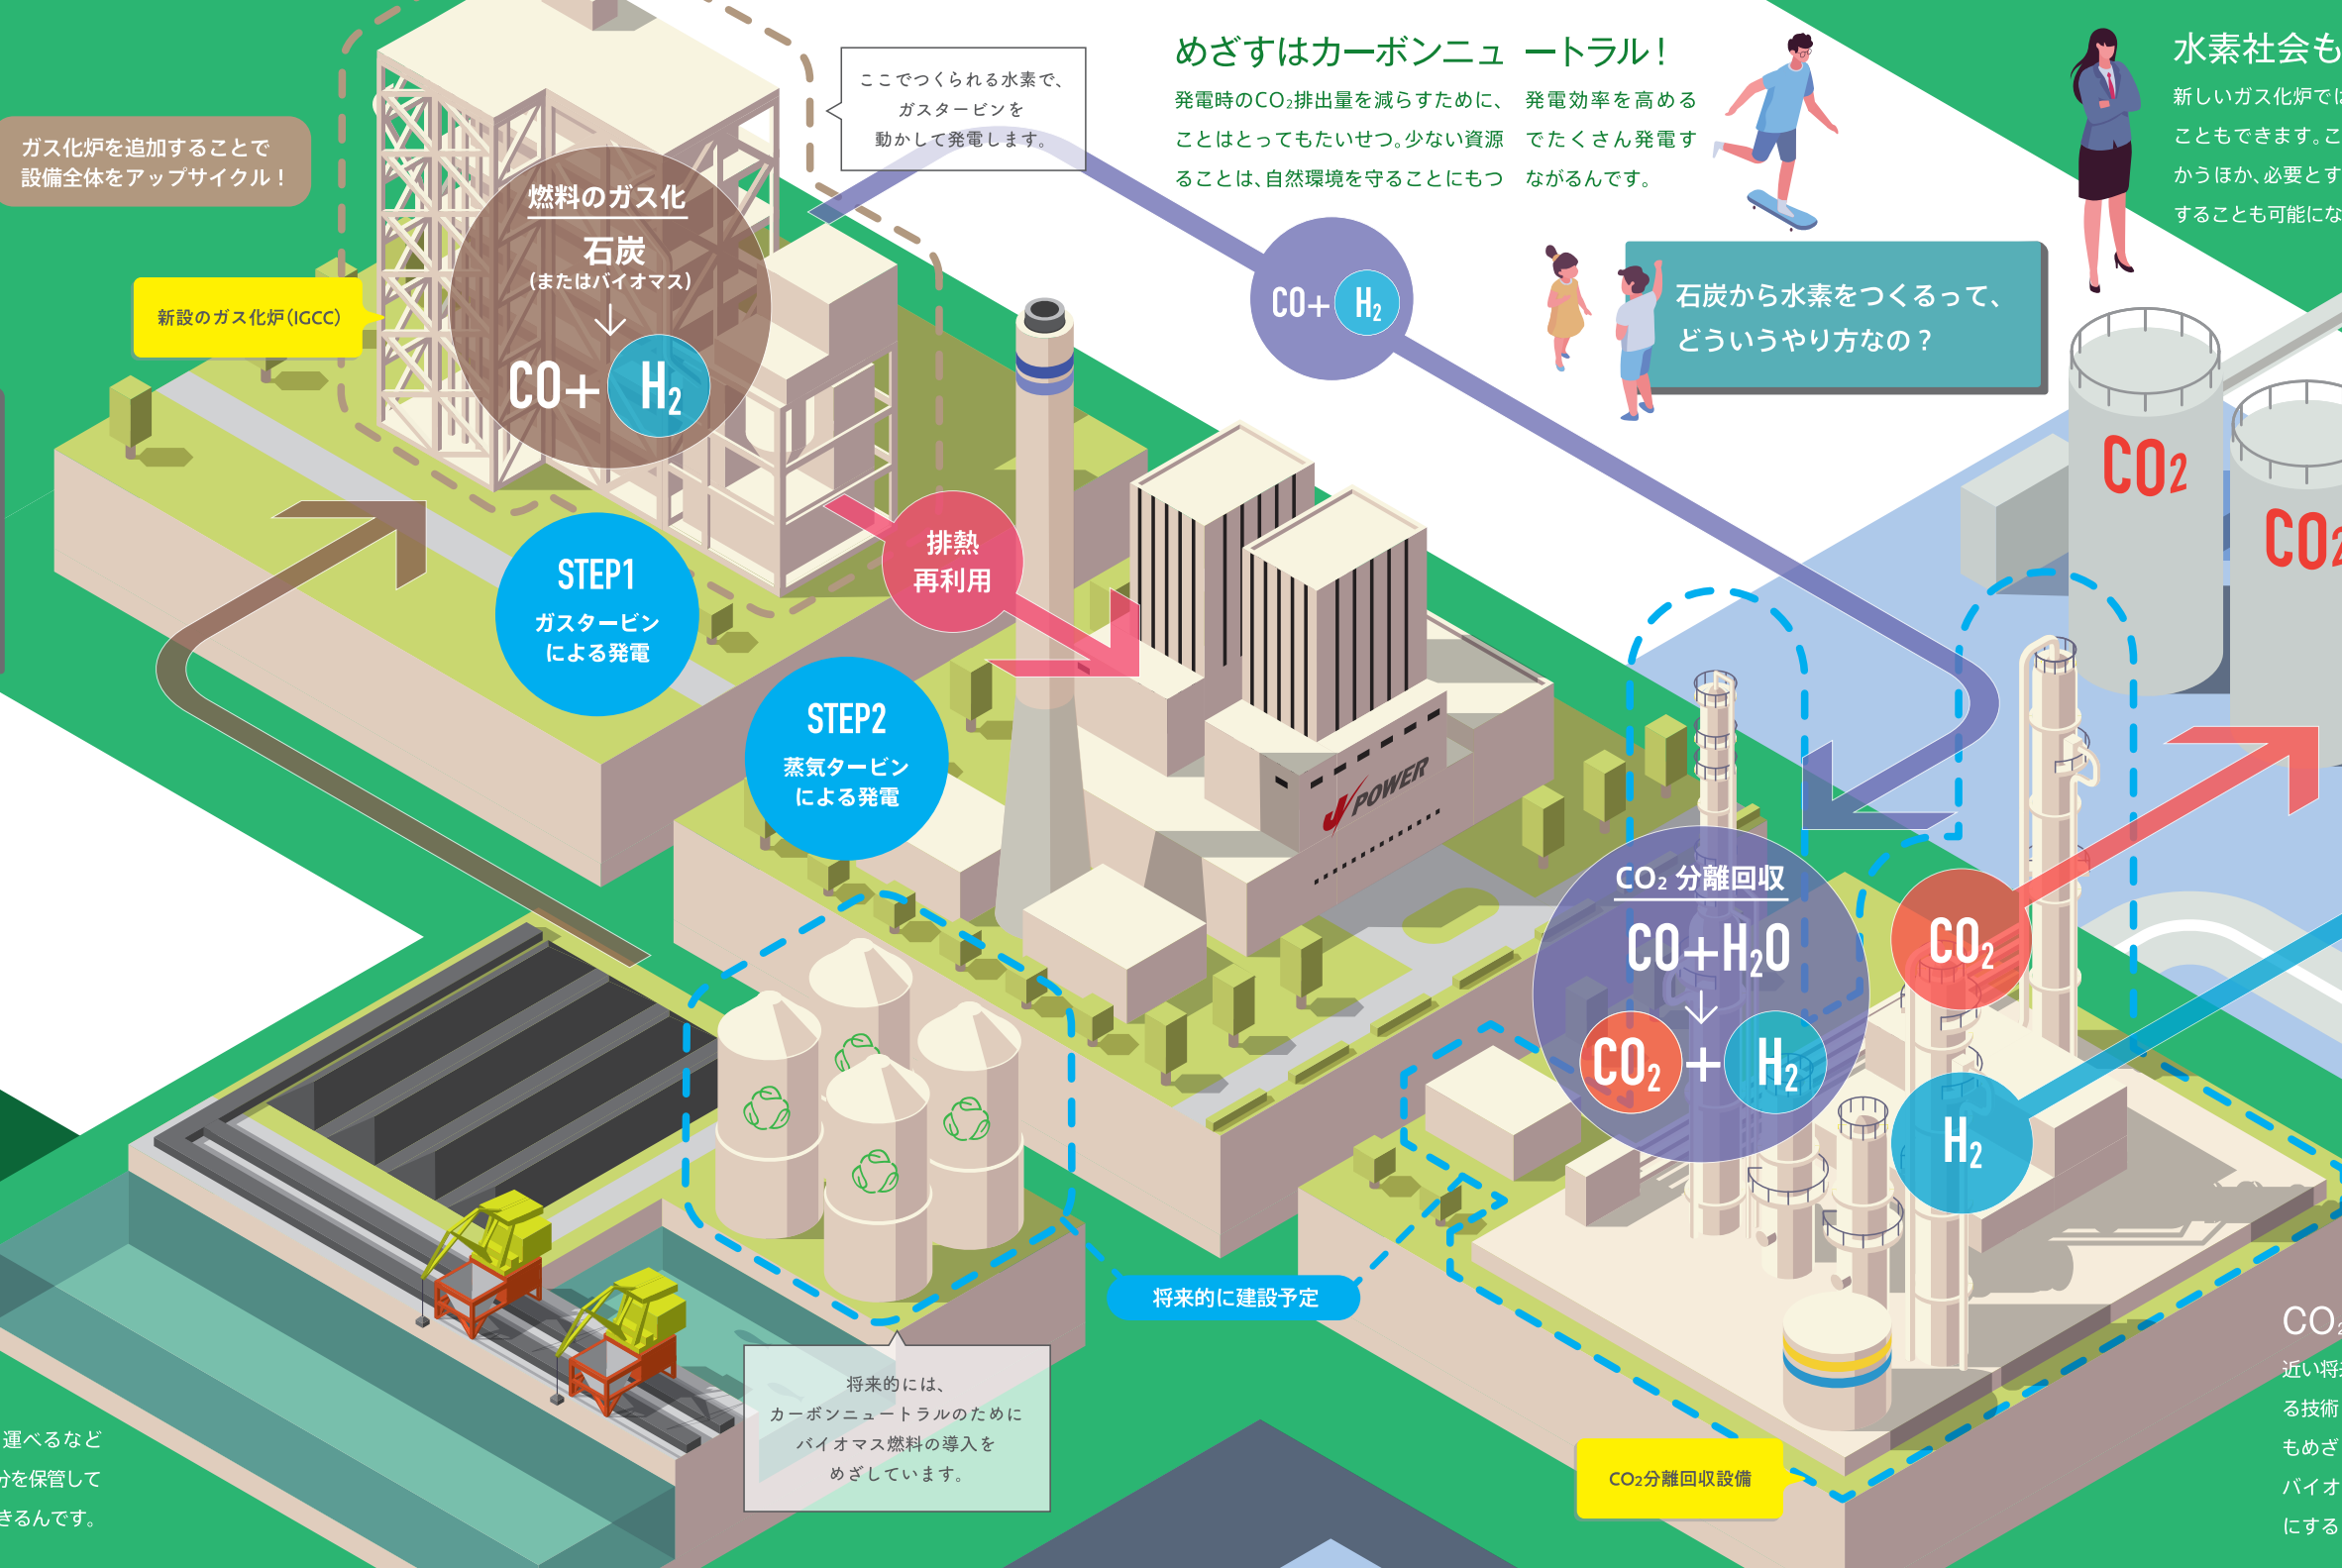 ガス化炉を追加することで
設備全体をアップサイクル！
新設のガス化炉（IGCC）
燃料のガス化
石炭
（またはバイオマス）
↓
CO+ H₂
ここでつくられる水素で、
ガスタービンを
動かして発電します。
めざすはカーボンニュートラル！
発電時のCO₂排出量を減らすために、発電効率を高める
ことはとってもたいせつ。少ない資源でたくさん発電す
ることは、自然環境を守ることにもつながるんです。
CO+ H₂
石炭から水素をつくるって、
どういうやり方なの？
水素社会も
新しいガス化炉では
こともできます。こ
かうほか、必要とす
することも可能にな
CO₂
CO₂
STEP1
ガスタービン
による発電
排熱
再利用
STEP2
蒸気タービン
による発電
J POWER
CO₂ 分離回収
CO+H₂O
↓
CO₂ + H₂
CO₂
H₂
将来的に建設予定
将来的には、
カーボンニュートラルのために
バイオマス燃料の導入を
めざしています。
CO₂分離回収設備
運べるなど
分を保管して
きるんです。
CO₂
近い将来
る技術
もめざ
バイオ
にする